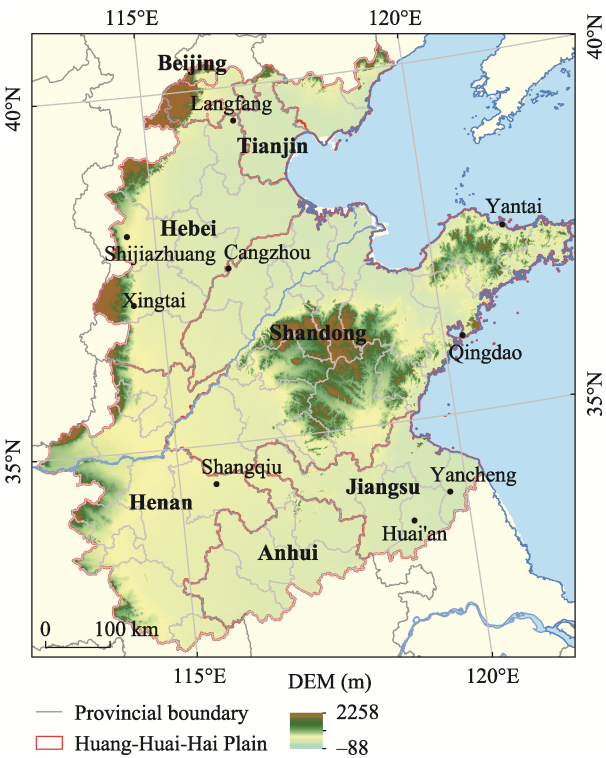 115°E
120°E
40°N
40°N
Beijing
Langfang
Tianjin
Yantai
Hebei
Shijiazhuang
Cangzhou
Xingtai
Shandong
Qingdao
35°N
35°N
Shangqiu
Jiangsu
Yancheng
Henan
Huai'an
Anhui
0 100 km
115°E
120°E
DEM (m)
Provincial boundary
2258
Huang-Huai-Hai Plain
–88